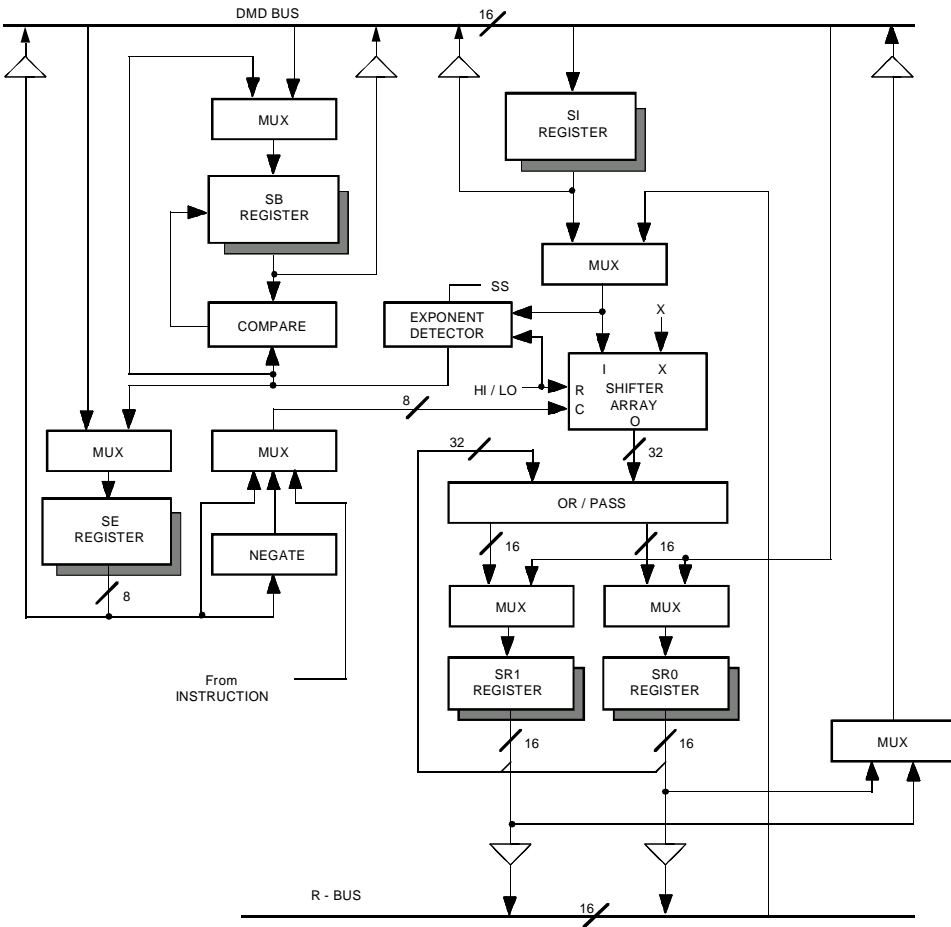 DMD BUS
16
MUX
SI
REGISTER
SB
REGISTER
MUX
SS
EXPONENT
DETECTOR
X
COMPARE
I X
HI / LO
R SHIFTER
C ARRAY
O
8
MUX
MUX
32
32
OR / PASS
SE
REGISTER
NEGATE
16
16
8
MUX
MUX
From
INSTRUCTION
SR1
REGISTER
SR0
REGISTER
16
16
MUX
R - BUS
16